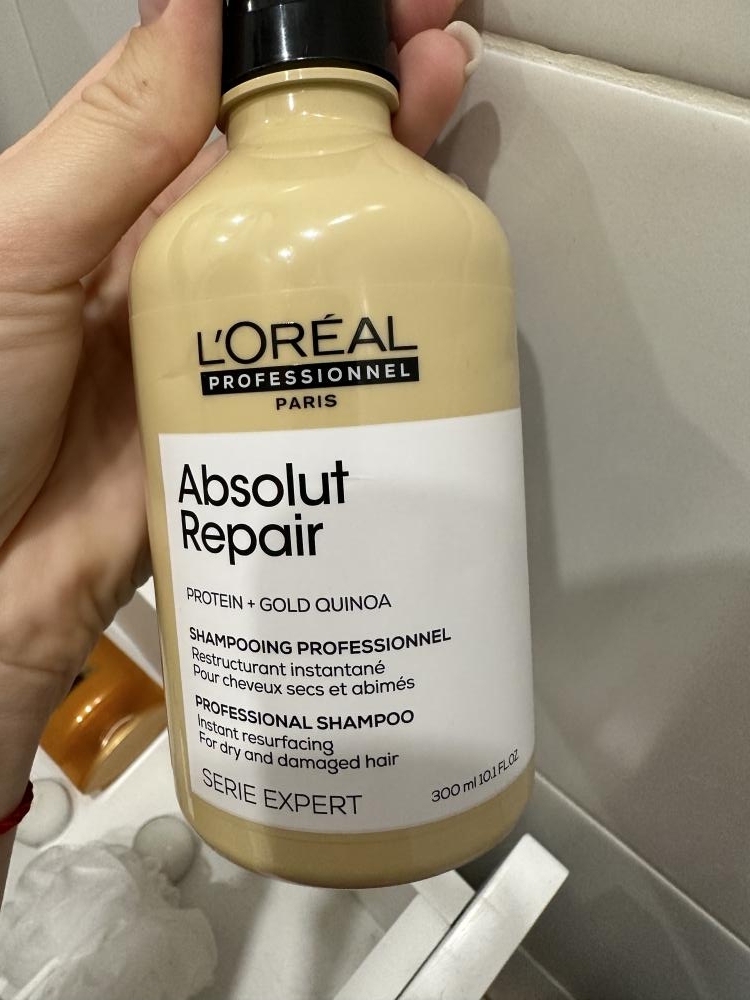 L'ORÉAL
PROFESSIONNEL
PARIS
Absolut
Repair
PROTEIN + GOLD QUINOA
SHAMPOOING PROFESSIONNEL
Restructurant instantané
Pour cheveux secs et abimés
PROFESSIONAL SHAMPOO
Instant resurfacing
For dry and damaged hair
SERIE EXPERT
300 ml 10.1 FL.OZ.